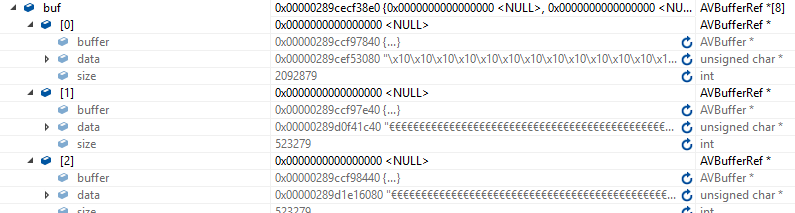 buf 0x00000289cecf38e0 {0x0000000000000000 <NULL>, 0x0000000000000000 <NU... AVBufferRef *[8]
[0] 0x0000000000000000 <NULL> AVBufferRef *
buffer 0x00000289ccf97840 {...} AVBuffer *
data 0x00000289cef53080 "\x10\x10\x10\x10\x10\x10\x10\x10\x10\x10\x10\x10\x1... unsigned char *
size 2092879 int
[1] 0x0000000000000000 <NULL> AVBufferRef *
buffer 0x00000289ccf97e40 {...} AVBuffer *
data 0x00000289d0f41c40 "€€€€€€€€€€€€€€€€€€€€€€€€€€€€€€€€€€€€€€€€... unsigned char *
size 523279 int
[2] 0x0000000000000000 <NULL> AVBufferRef *
buffer 0x00000289ccf98440 {...} AVBuffer *
data 0x00000289d1e16080 "€€€€€€€€€€€€€€€€€€€€€€€€€€€€€€€€€€€€€€€€... unsigned char *
size 523279 int